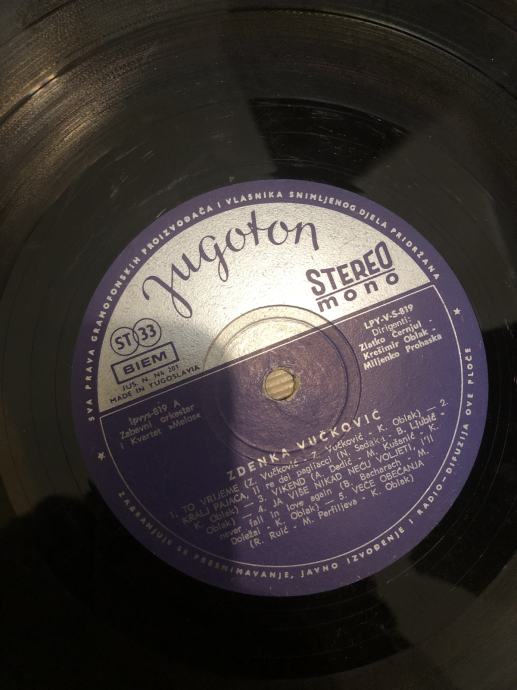 SVA PRAVA GRAMOFONSKIH PROIZVOĐAČA I VLASNIKA SNIMLJENOG DJELA PRIDRŽANA
Jugoton
STEREO
mono
ST 33
BIEM
JUS. N. N4 201
MADE IN YUGOSLAVIA
LPY-V-S-819
Dirigenti:
Zlatko Černjul -
Krešimir Oblak -
Miljenko Prohaska
lpvys-819 A
Zabavni orkestar
i Kvartet »Melos«
ZDENKA VUČKOVIĆ
1. TO VRIJEME (Z. Vučković - Z. Vučković - K. Oblak) - 2.
KRALJ PAJACA, Il re dei pagliacci (N. Sedaka - B. Ljubić -
K. Oblak) — 3. VIKEND (A. Dedić - M. Kušanić - K.
Oblak) — 4. JA VIŠE NIKAD NEĆU VOLJETI, I'll
never fall in love again (B. Bacharach - M.
Doležal - K. Oblak) — 5. VEČE OBEĆANJA
(R. Ruić - M. Perfiljeva - K. Oblak)
ZABRANJUJE SE PRESNIMAVANJE, JAVNO IZVOĐENJE I RADIO-DIFUZIJA OVE PLOČE